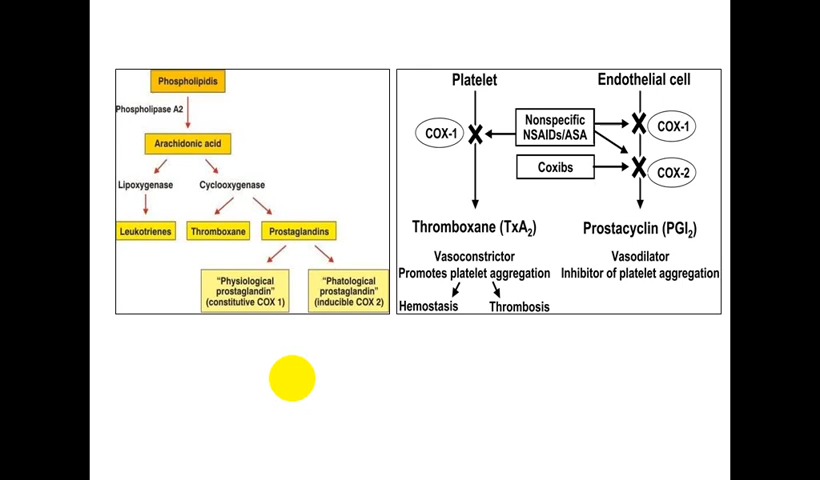 Phospholipidis
Phospholipase A2
Arachidonic acid
Lipoxygenase
Cyclooxygenase
Leukotrienes
Thromboxane
Prostaglandins
"Physiological
prostaglandin"
(constitutive COX 1)
"Phatological
prostaglandin"
(inducible COX 2)
Platelet
Endothelial cell
COX-1
Nonspecific
NSAIDs/ASA
COX-1
Coxibs
COX-2
Thromboxane (TxA2)
Prostacyclin (PGI2)
Vasoconstrictor
Promotes platelet aggregation
Vasodilator
Inhibitor of platelet aggregation
Hemostasis
Thrombosis